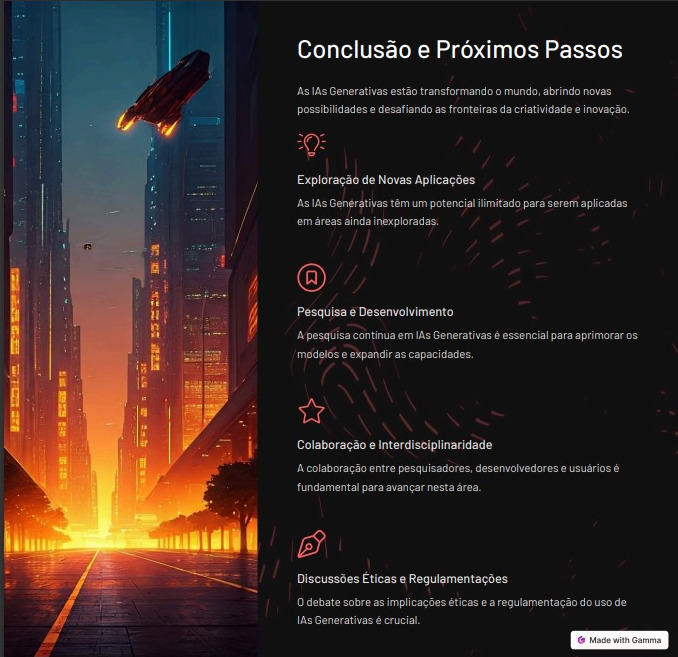 Conclusão e Próximos Passos
As IAs Generativas estão transformando o mundo, abrindo novas
possibilidades e desafiando as fronteiras da criatividade e inovação.
Exploração de Novas Aplicações
As IAs Generativas têm um potencial ilimitado para serem aplicadas
em áreas ainda inexploradas.
Pesquisa e Desenvolvimento
A pesquisa contínua em IAs Generativas é essencial para aprimorar os
modelos e expandir as capacidades.
Colaboração e Interdisciplinaridade
A colaboração entre pesquisadores, desenvolvedores e usuários é
fundamental para avançar nesta área.
Discussões Éticas e Regulamentações
O debate sobre as implicações éticas e a regulamentação do uso de
IAs Generativas é crucial.
Made with Gamma